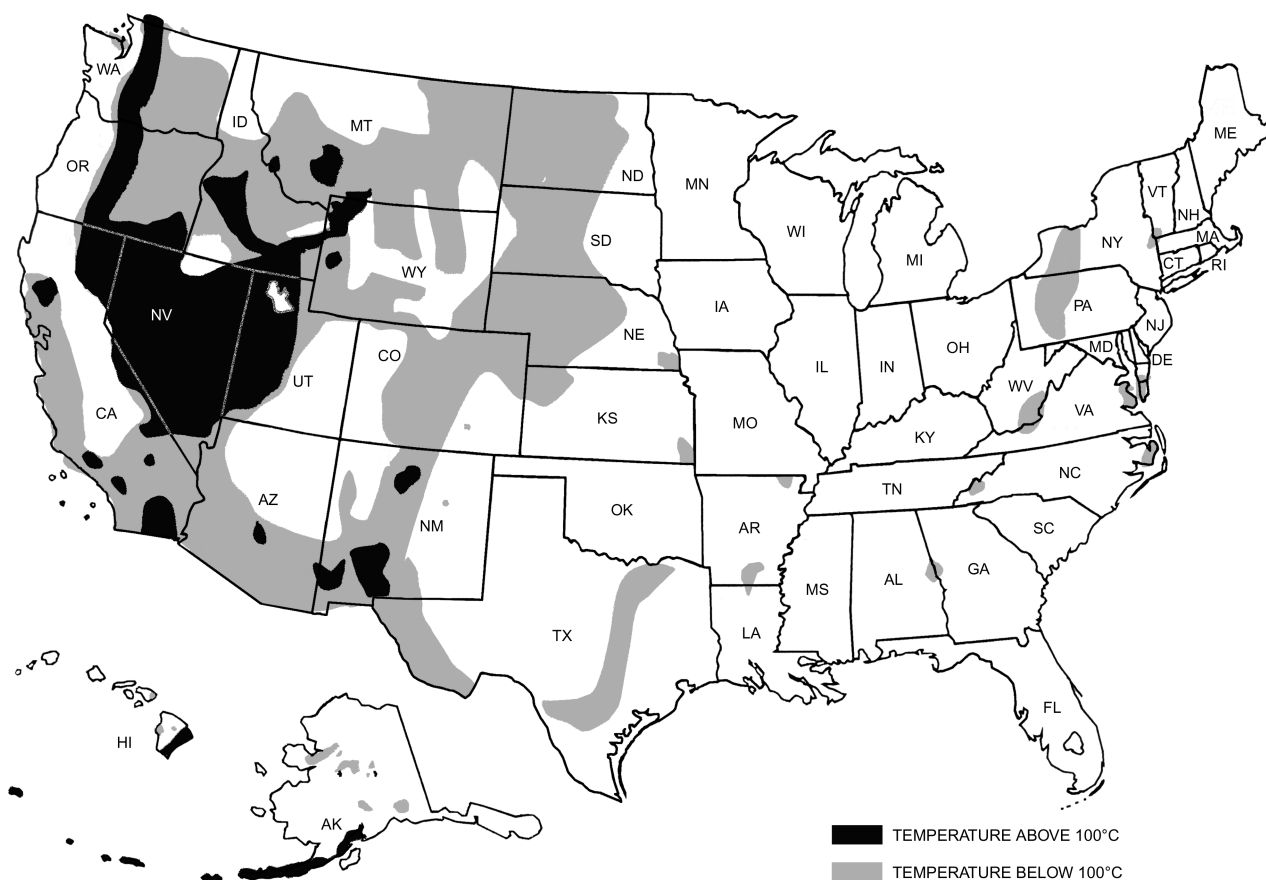 WA
ID
MT
OR
ND
MN
SD
WI
MI
WY
NV
CO
UT
CA
NE
IA
KS
MO
IL
IN
OH
NY
PA
VT
NH
ME
MA
CT
RI
NJ
DE
MD
WV
VA
KY
NC
TN
SC
AZ
NM
OK
AR
MS
AL
GA
TX
LA
FL
HI
AK
TEMPERATURE ABOVE 100°C
TEMPERATURE BELOW 100°C